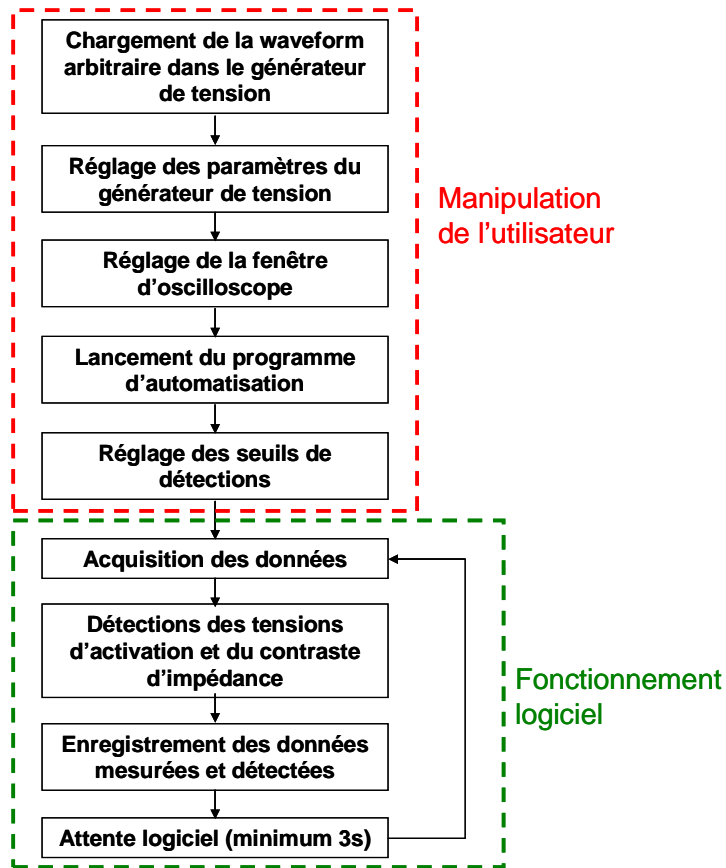 Chargement de la waveform
arbitraire dans le générateur
de tension
Réglage des paramètres du
générateur de tension
Manipulation
de l'utilisateur
Réglage de la fenêtre
d'oscilloscope
Lancement du programme
d'automatisation
Réglage des seuils de
détections
Acquisition des données
Détections des tensions
d'activation et du contraste
d'impédance
Fonctionnement
logiciel
Enregistrement des données
mesurées et détectées
Attente logiciel (minimum 3s)